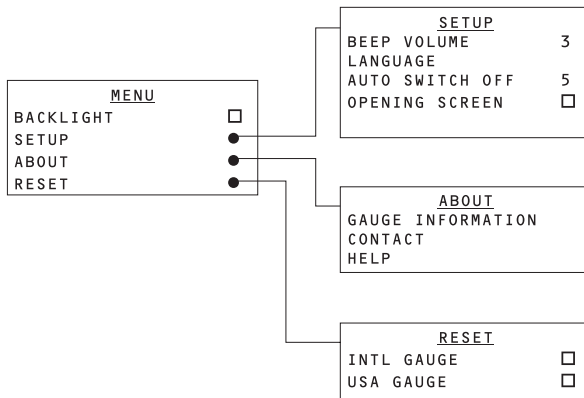 MENU
BACKLIGHT
SETUP
ABOUT
RESET
SETUP
BEEP VOLUME 3
LANGUAGE
AUTO SWITCH OFF 5
OPENING SCREEN
ABOUT
GAUGE INFORMATION
CONTACT
HELP
RESET
INTL GAUGE
USA GAUGE